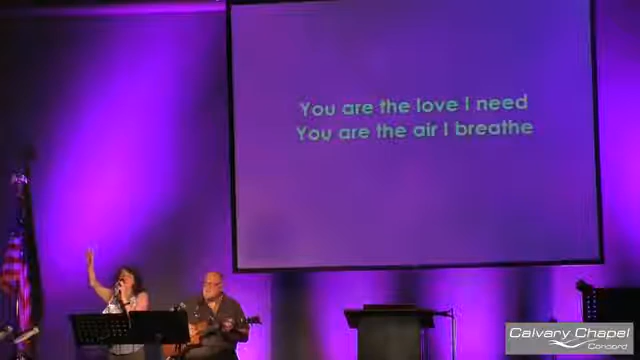 You are the love I need
You are the air I breathe
Calvary Chapel
Concord